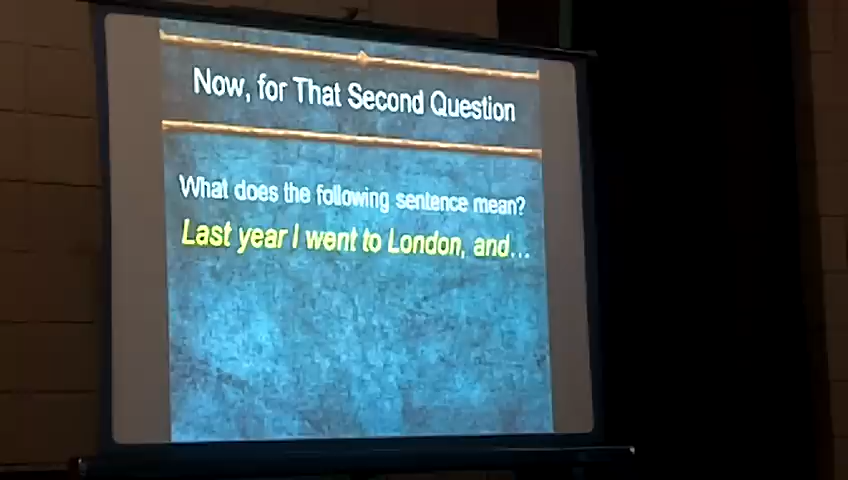 Now, for That Second Question
What does the following sentence mean?
Last year I went to London, and...